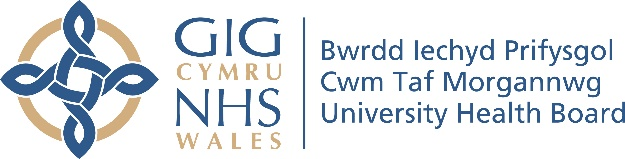 GIG
CYMRU
NHS
WALES
Bwrdd Iechyd Prifysgol
Cwm Taf Morgannwg
University Health Board